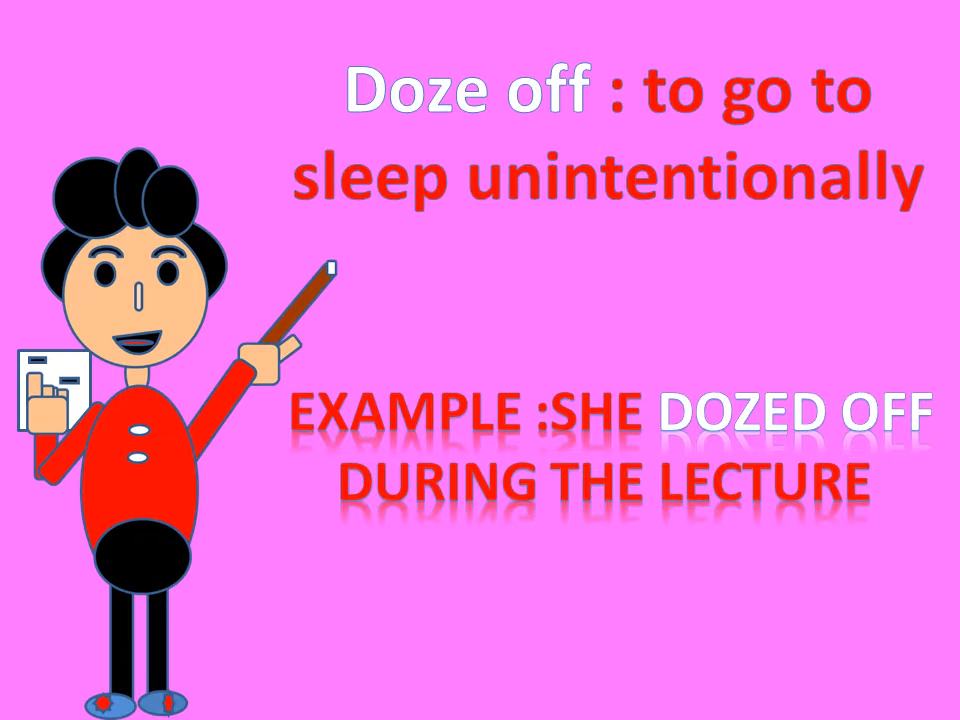 Doze off : to go to
sleep unintentionally
EXAMPLE :SHE DOZED OFF
DURING THE LECTURE